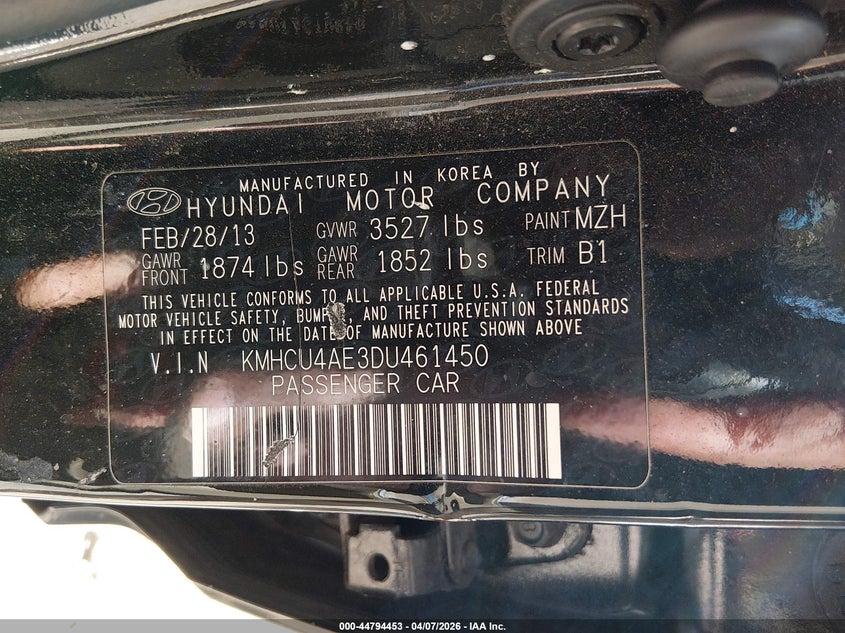 MANUFACTURED IN KOREA BY
HYUNDAI MOTOR COMPANY
FEB/28/13 GVWR 3527 lbs PAINT MZH
GAWR FRONT 1874 lbs GAWR REAR 1852 lbs TRIM B1
THIS VEHICLE CONFORMS TO ALL APPLICABLE U.S.A. FEDERAL
MOTOR VEHICLE SAFETY, BUMPER, AND THEFT PREVENTION STANDARDS
IN EFFECT ON THE DATE OF MANUFACTURE SHOWN ABOVE
V.I.N KMHCU4AE3DU461450
PASSENGER CAR
000-44794453 - 04/07/2026 - IAA Inc.